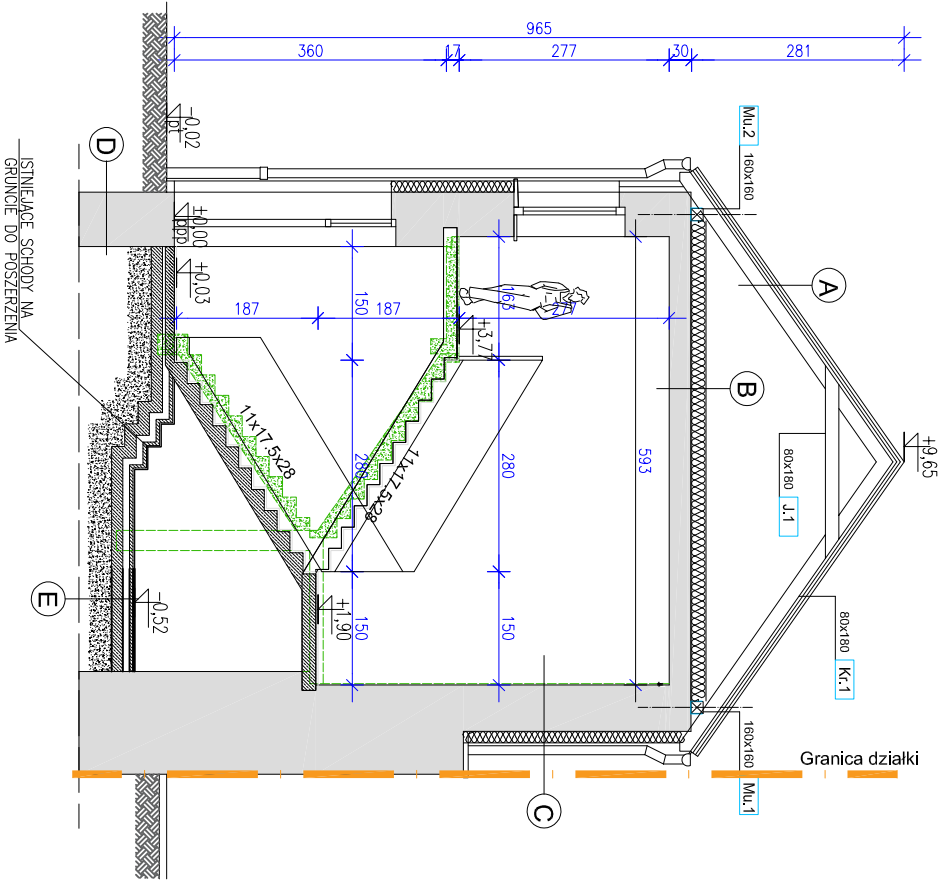 965
360
17
277
30
281
Mu.2
160x160
-0,02
pt
D
ISTNIEJACE SCHODY NA
GRUNCIE DO POSZERZENIA
±0,00
ppp
+0,03
187
187
150
163
+3,77
A
B
593
+9,65
80x180
J.1
11x17.5x28
11x17.5x28
280
280
E
-0,52
+1,90
150
150
80x180
Kr.1
160x160
Mu.1
Granica działki
C